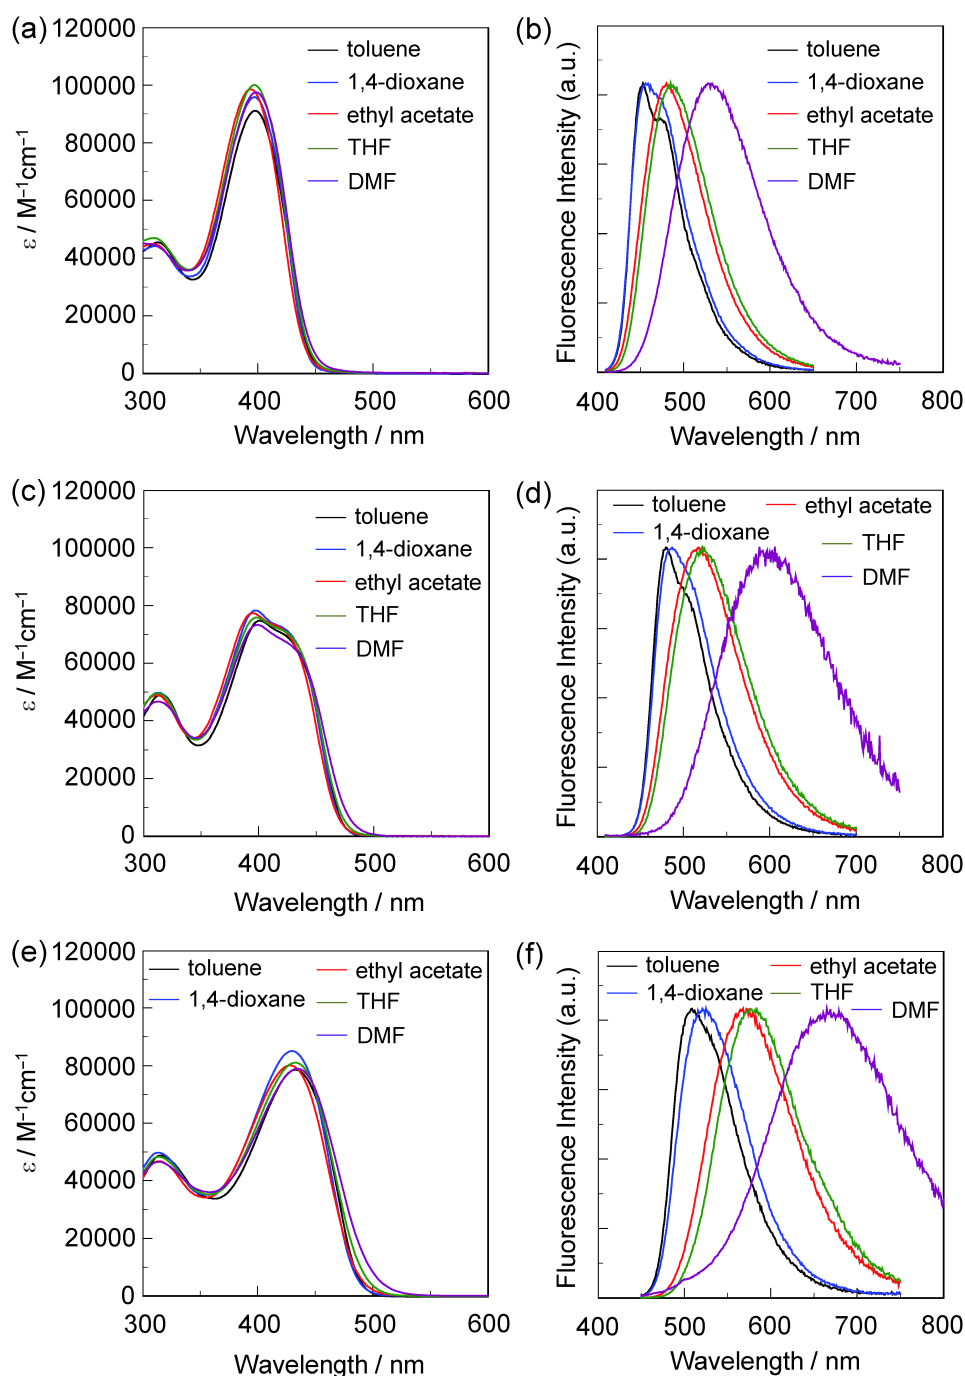 (a)
120000
100000
80000
60000
40000
20000
0
ε / M⁻¹cm⁻¹
toluene
1,4-dioxane
ethyl acetate
THF
DMF
300 400 500 600
Wavelength / nm
(b)
Fluorescence Intensity (a.u.)
toluene
1,4-dioxane
ethyl acetate
THF
DMF
400 500 600 700 800
Wavelength / nm
(c)
120000
100000
80000
60000
40000
20000
0
ε / M⁻¹cm⁻¹
toluene
1,4-dioxane
ethyl acetate
THF
DMF
300 400 500 600
Wavelength / nm
(d)
Fluorescence Intensity (a.u.)
toluene
1,4-dioxane
ethyl acetate
THF
DMF
400 500 600 700 800
Wavelength / nm
(e)
120000
100000
80000
60000
40000
20000
0
ε / M⁻¹cm⁻¹
toluene
1,4-dioxane
ethyl acetate
THF
DMF
300 400 500 600
Wavelength / nm
(f)
Fluorescence Intensity (a.u.)
toluene
1,4-dioxane
ethyl acetate
THF
DMF
400 500 600 700 800
Wavelength / nm